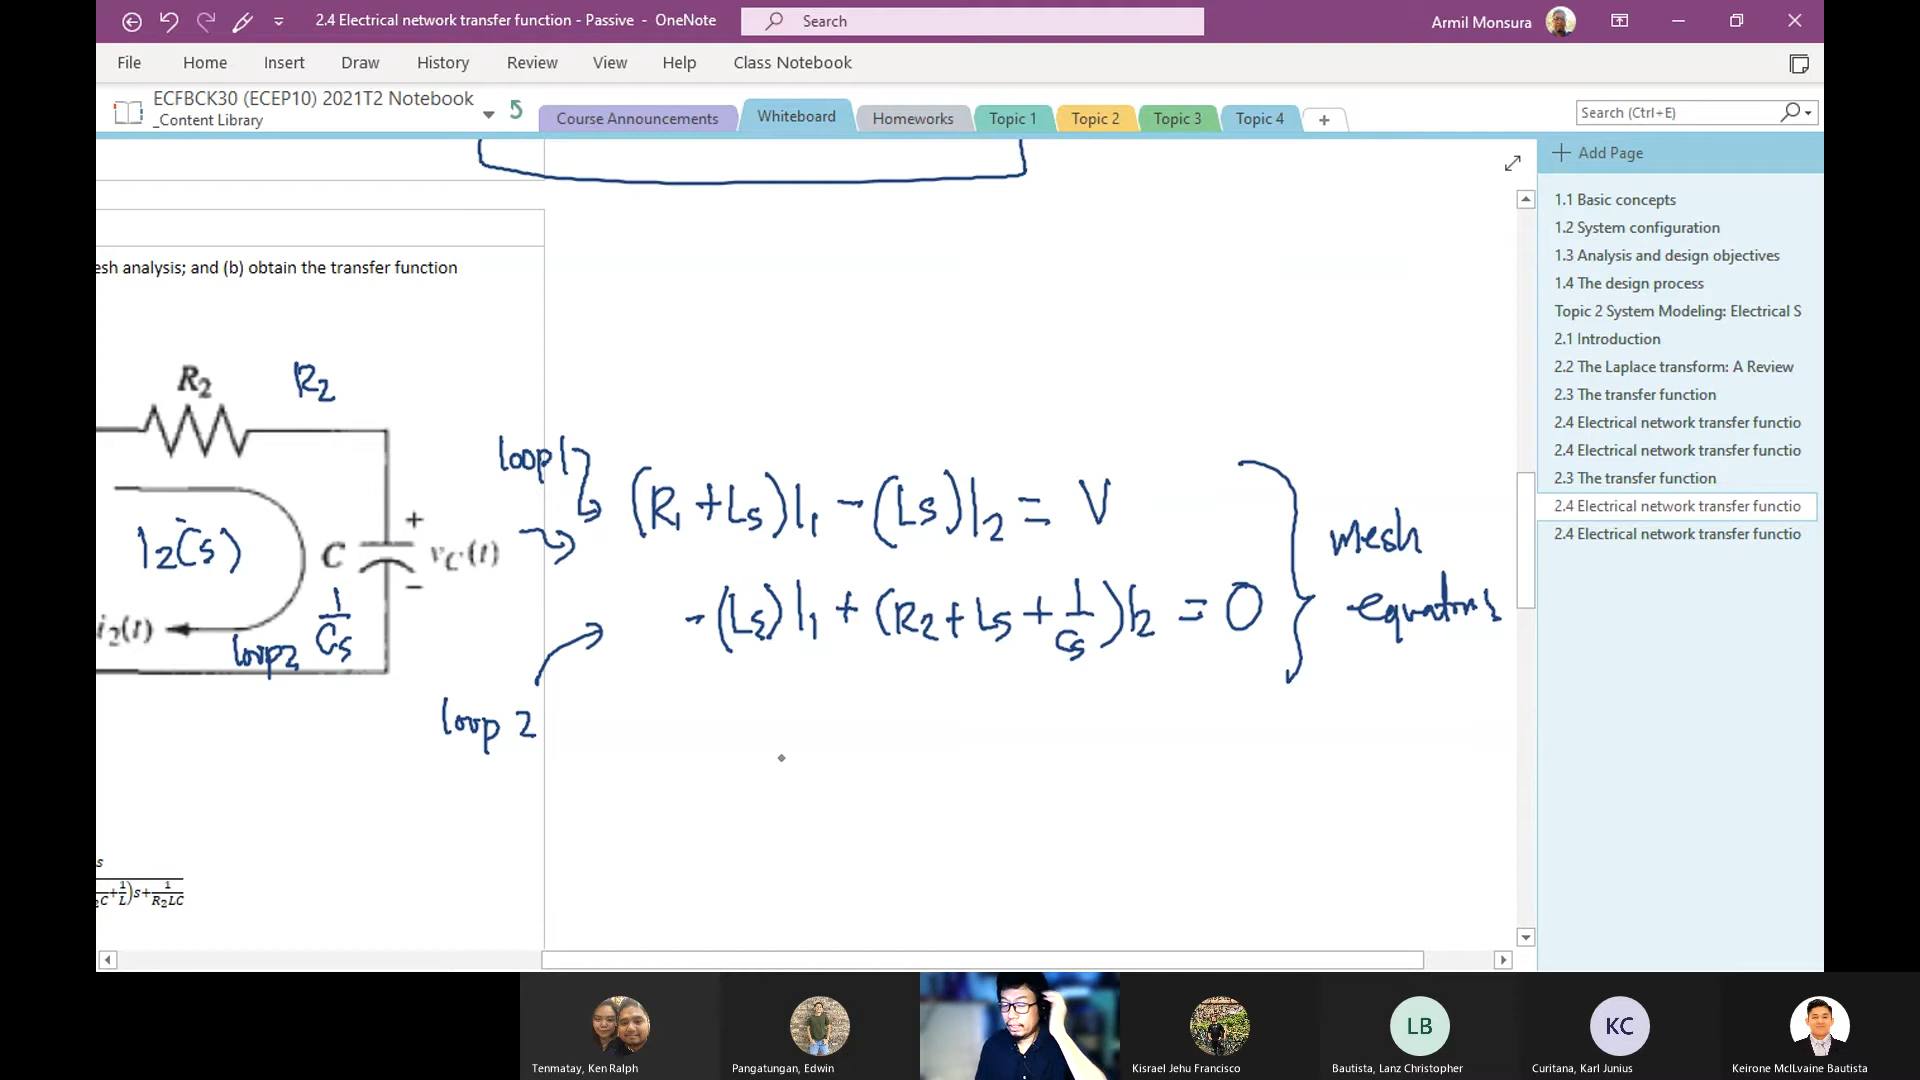 2.4 Electrical network transfer function - Passive - OneNote
Search
Armil Monsura
File Home Insert Draw History Review View Help Class Notebook
ECFBCK30 (ECEP10) 2021T2 Notebook
_Content Library
Course Announcements Whiteboard Homeworks Topic 1 Topic 2 Topic 3 Topic 4 +
Search (Ctrl+E)
Add Page
1.1 Basic concepts
1.2 System configuration
1.3 Analysis and design objectives
1.4 The design process
Topic 2 System Modeling: Electrical S
2.1 Introduction
2.2 The Laplace transform: A Review
2.3 The transfer function
2.4 Electrical network transfer functio
2.4 Electrical network transfer functio
2.3 The transfer function
2.4 Electrical network transfer functio
2.4 Electrical network transfer functio
esh analysis; and (b) obtain the transfer function
R₂ R₂
I₂(s) C + v_C(t) −
1/Cs
i₂(t)
loop2
loop 1
(R₁ + Ls)I₁ − (Ls)I₂ = V
−(Ls)I₁ + (R₂ + Ls + 1/Cs)I₂ = 0
mesh
equations
loop 2
s
₂C+1/L)s+1/R₂LC
LB KC
Tenmatay, Ken Ralph
Pangatungan, Edwin
Kisrael Jehu Francisco
Bautista, Lanz Christopher
Curitana, Karl Junius
Keirone McILvaine Bautista